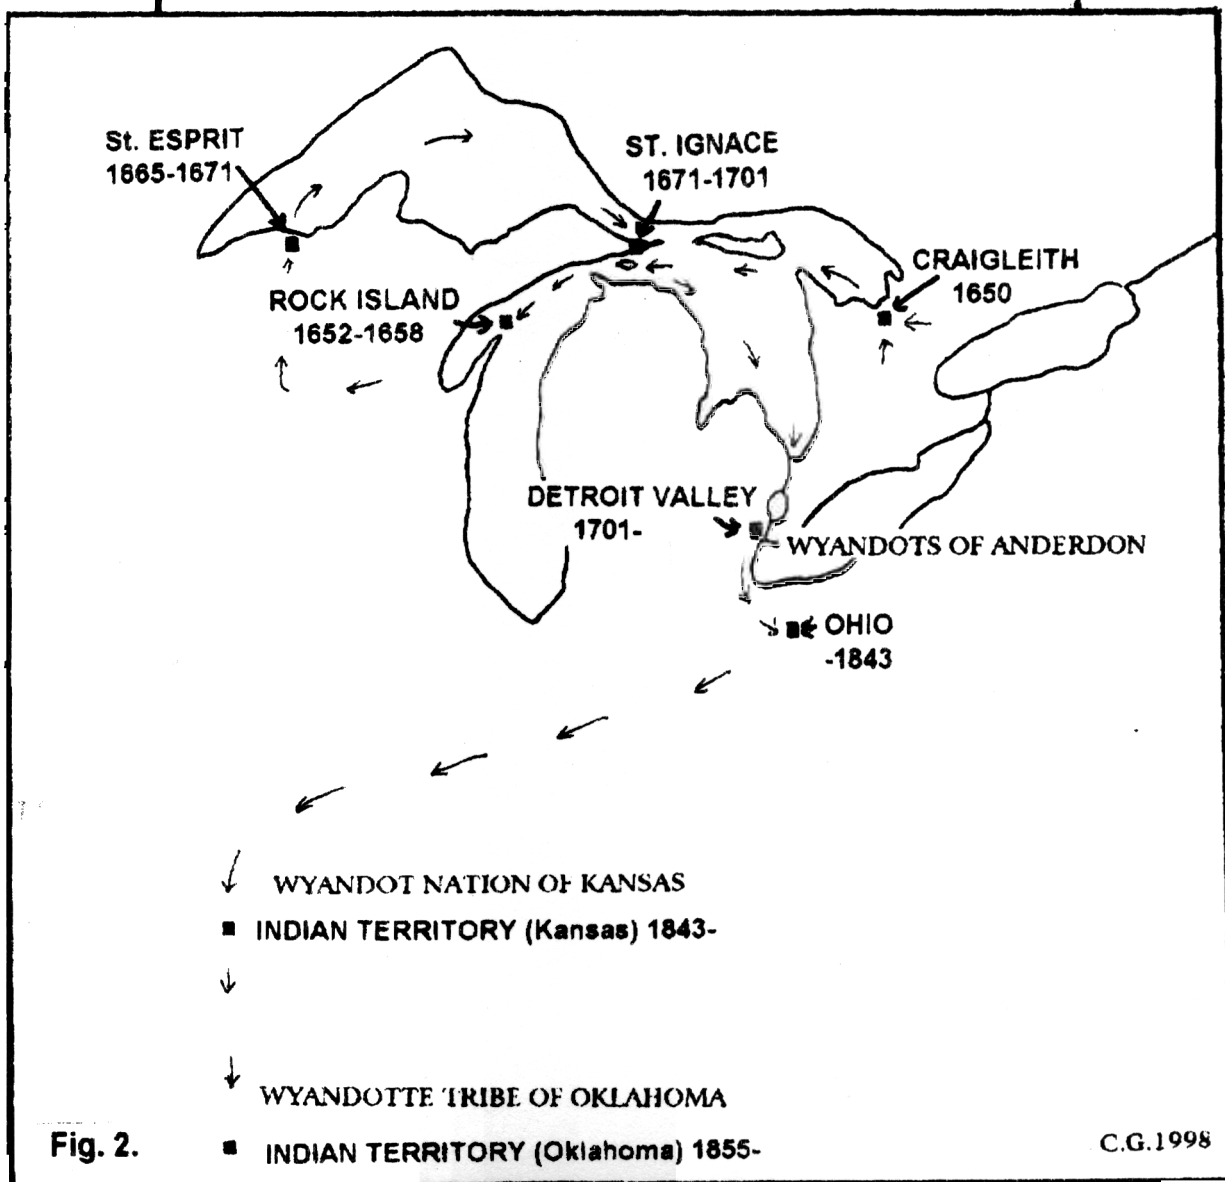 St. ESPRIT
1665-1671
ST. IGNACE
1671-1701
CRAIGLEITH
1650
ROCK ISLAND
1652-1658
DETROIT VALLEY
1701-
WYANDOTS OF ANDERDON
OHIO
-1843
WYANDOT NATION OF KANSAS
INDIAN TERRITORY (Kansas) 1843-
WYANDOTTE TRIBE OF OKLAHOMA
INDIAN TERRITORY (Oklahoma) 1855-
Fig. 2.
C.G.1998